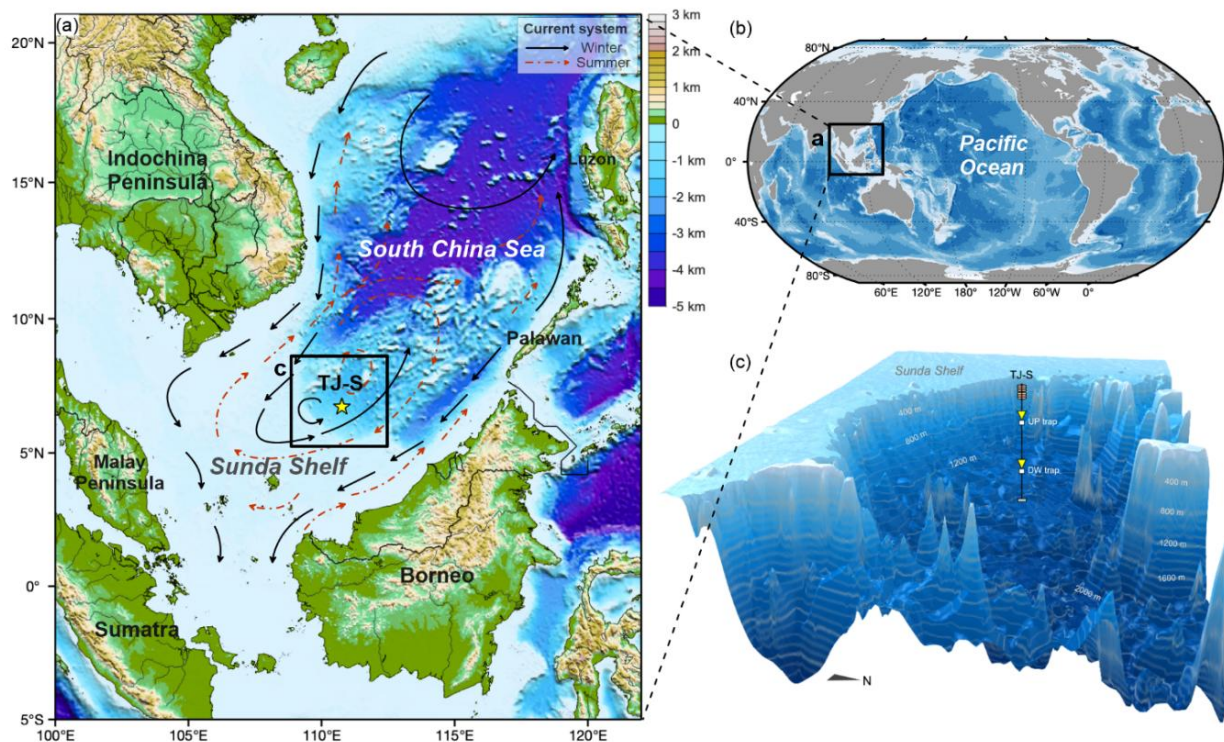 (a)
Current system
Winter
Summer
20°N
15°N
10°N
5°N
0°
5°S
100°E
105°E
110°E
115°E
120°E
Indochina
Peninsula
Luzon
South China Sea
Palawan
c
TJ-S
Sunda Shelf
Malay
Peninsula
Borneo
Sumatra
3 km
2 km
1 km
0
-1 km
-2 km
-3 km
-4 km
-5 km
(b)
80°N
40°N
0°
40°S
80°S
a
Pacific
Ocean
60°E
120°E
180°
120°W
60°W
0°
(c)
Sunda Shelf
TJ-S
400 m
800 m
1200 m
UP trap
DW trap
400 m
800 m
1200 m
1600 m
2000 m
N